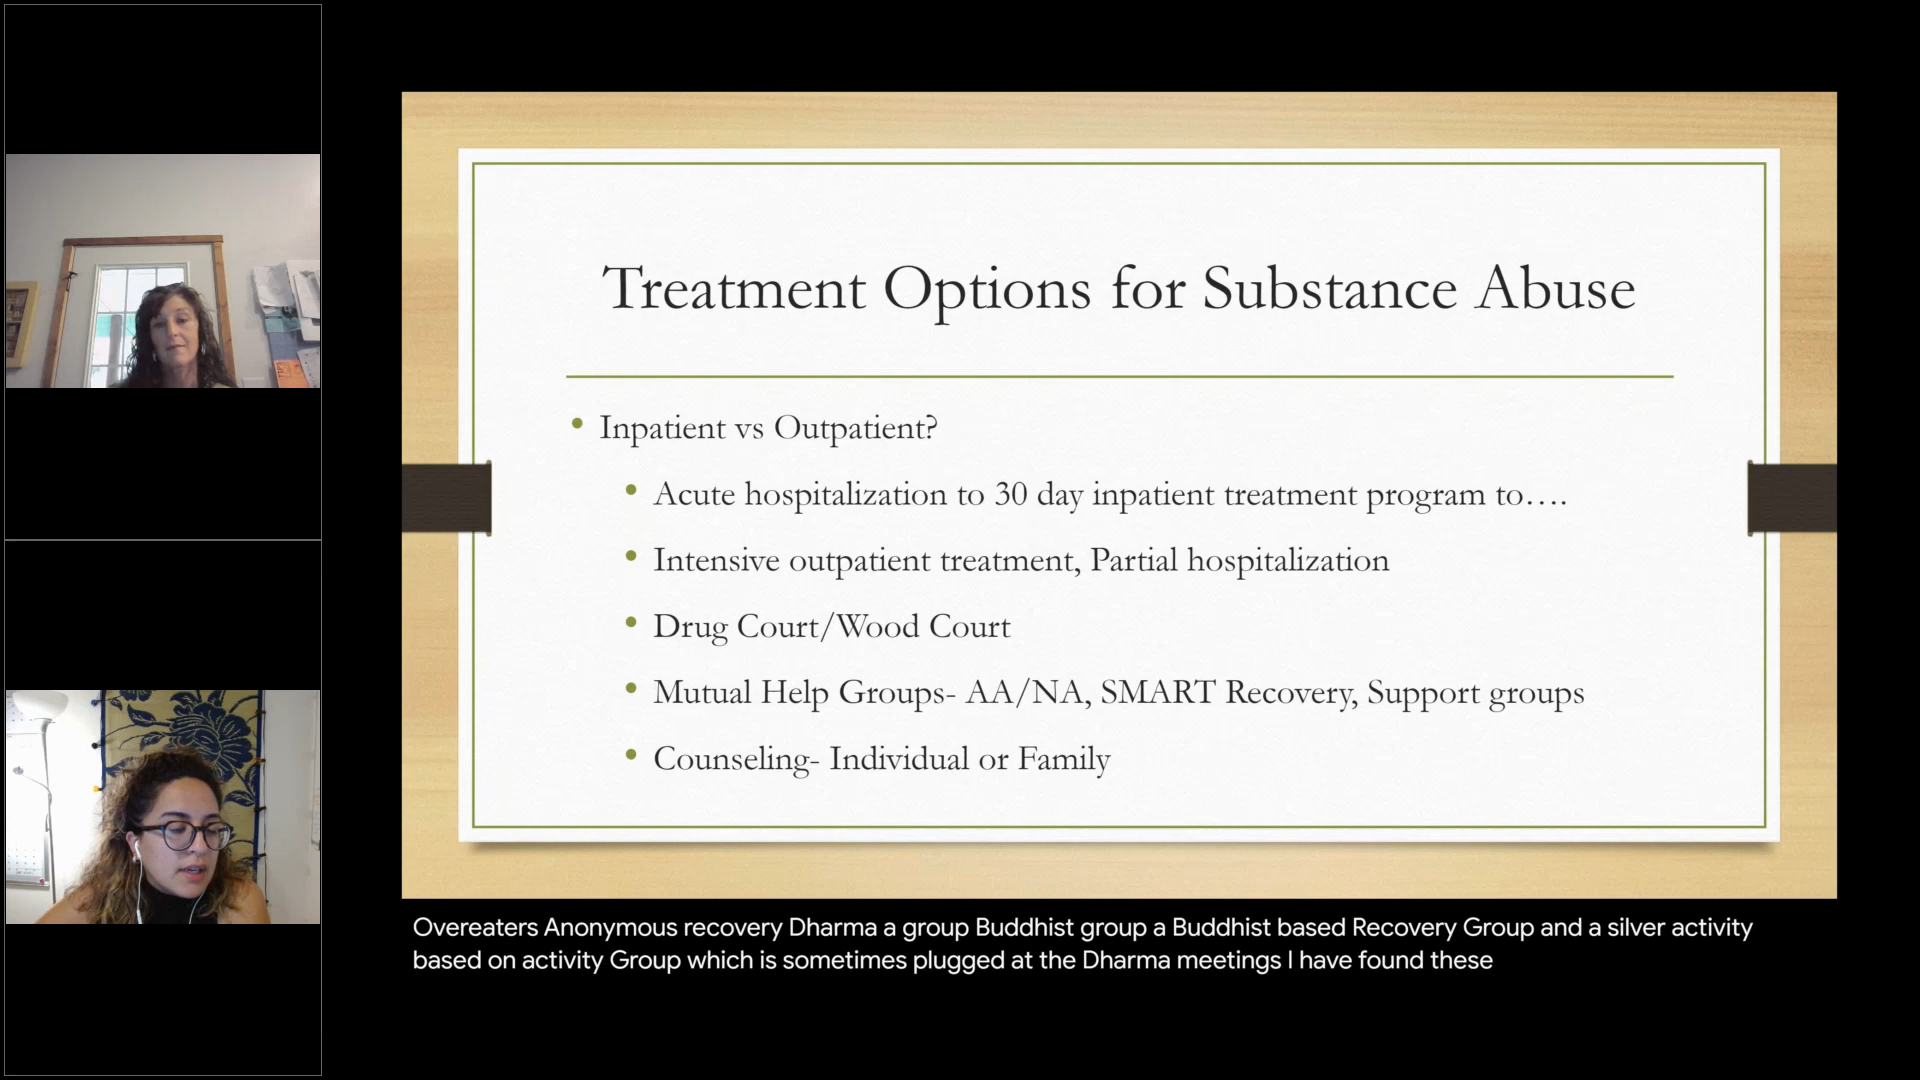 Treatment Options for Substance Abuse
Inpatient vs Outpatient?
Acute hospitalization to 30 day inpatient treatment program to….
Intensive outpatient treatment, Partial hospitalization
Drug Court/Wood Court
Mutual Help Groups- AA/NA, SMART Recovery, Support groups
Counseling- Individual or Family
Overeaters Anonymous recovery Dharma a group Buddhist group a Buddhist based Recovery Group and a silver activity
based on activity Group which is sometimes plugged at the Dharma meetings I have found these